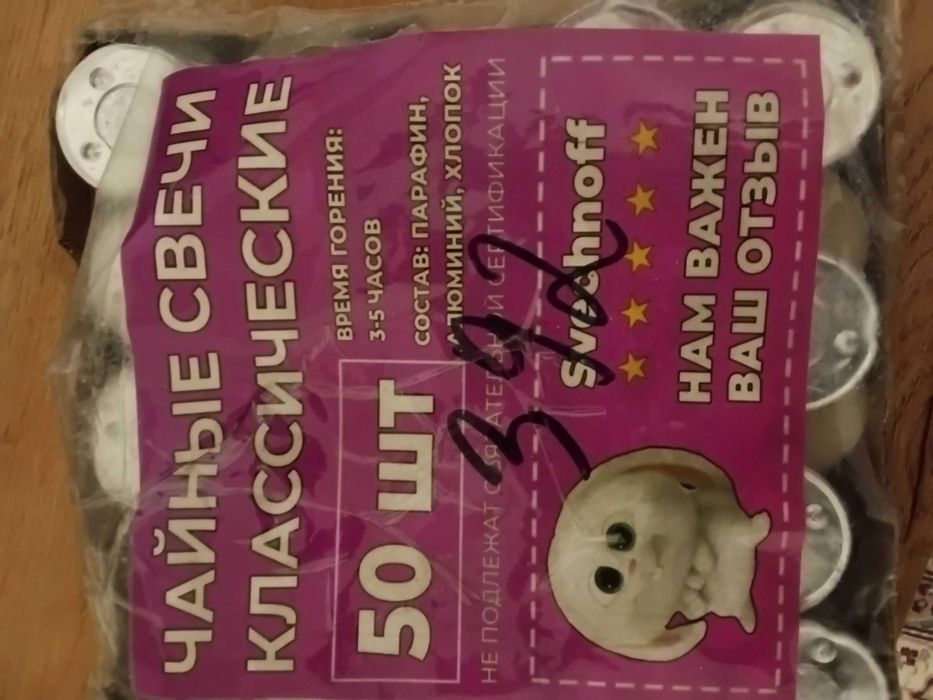 ЧАЙНЫЕ СВЕЧИ
КЛАССИЧЕСКИЕ
50 ШТ
ВРЕМЯ ГОРЕНИЯ:
3-5 ЧАСОВ
СОСТАВ: ПАРАФИН,
АЛЮМИНИЙ, ХЛОПОК
НЕ ПОДЛЕЖАТ ОБЯЗАТЕЛЬНОЙ СЕРТИФИКАЦИИ
Svechnoff
НАМ ВАЖЕН
ВАШ ОТЗЫВ